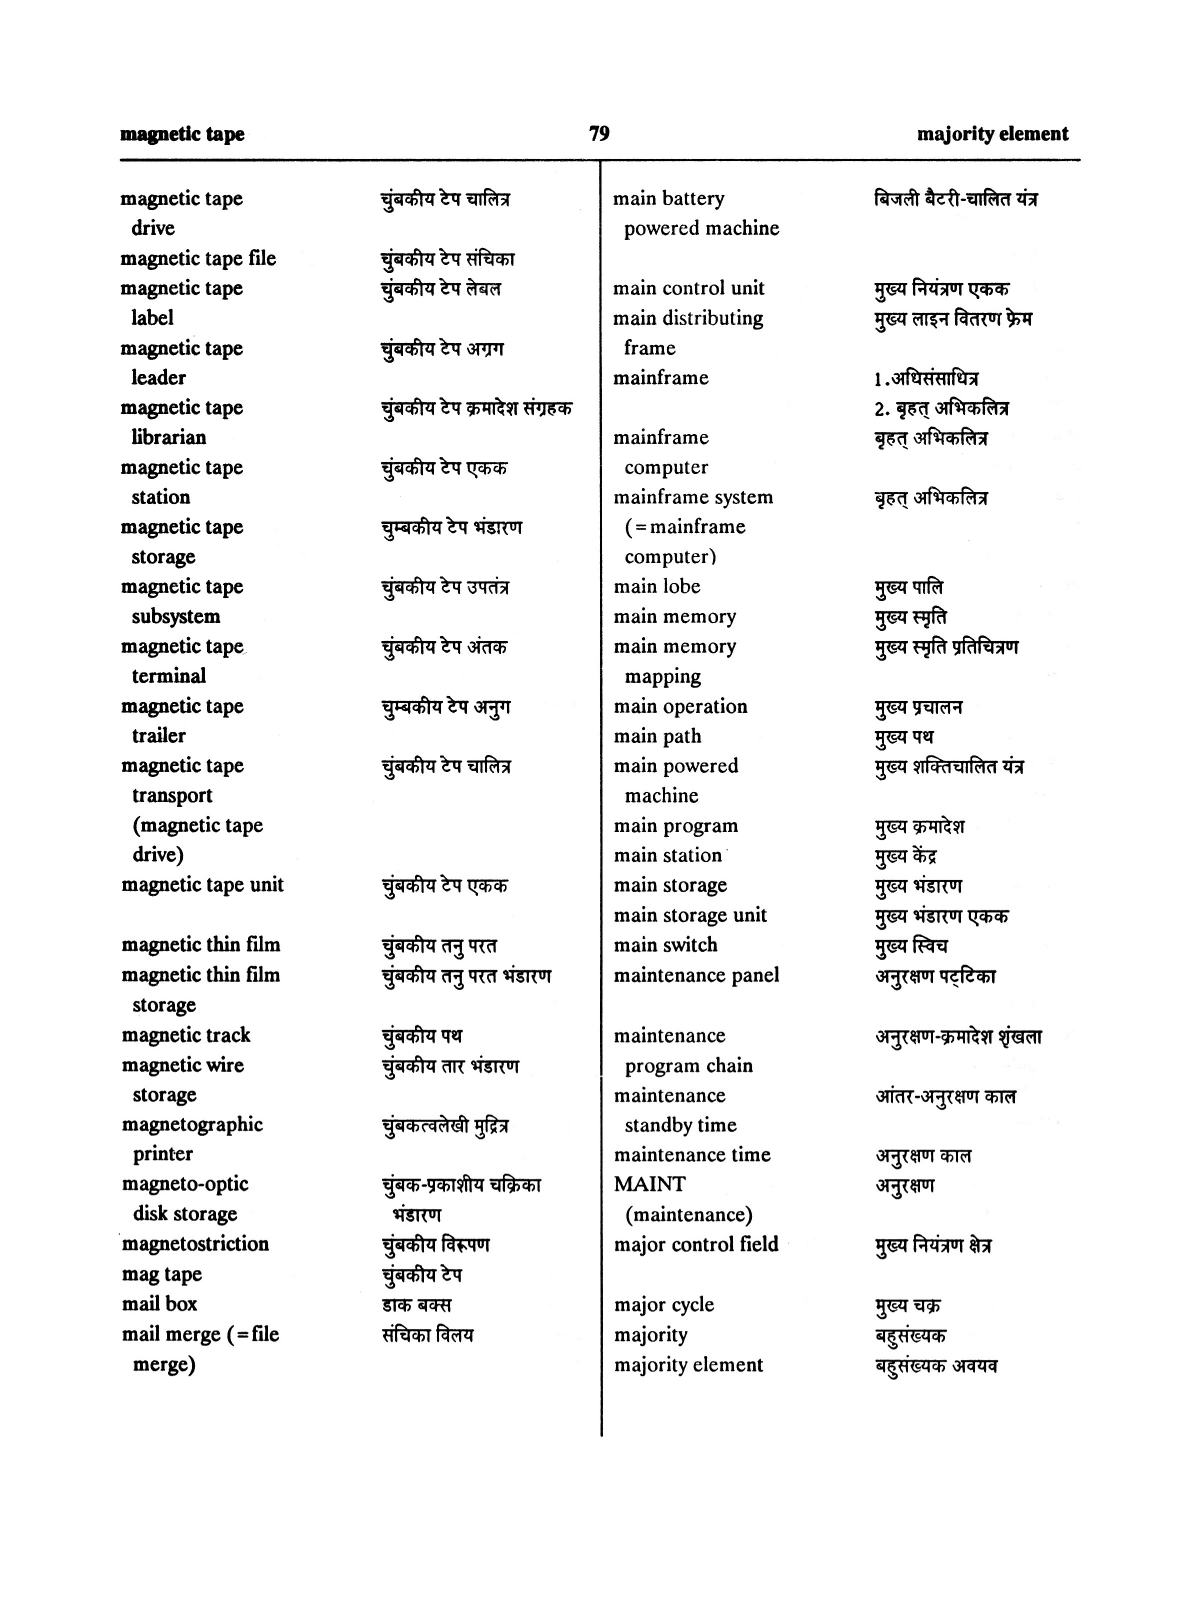 magnetic tape 79 majority element
magnetic tape चुंबकीय टेप चालित्र
drive
magnetic tape file चुंबकीय टेप संचिका
magnetic tape चुंबकीय टेप लेबल
label
magnetic tape चुंबकीय टेप अग्रग
leader
magnetic tape चुंबकीय टेप क्रमादेश संग्रहक
librarian
magnetic tape चुंबकीय टेप एकक
station
magnetic tape चुम्बकीय टेप भंडारण
storage
magnetic tape चुंबकीय टेप उपतंत्र
subsystem
magnetic tape चुंबकीय टेप अंतक
terminal
magnetic tape चुम्बकीय टेप अनुग
trailer
magnetic tape चुंबकीय टेप चालित्र
transport
(magnetic tape
drive)
magnetic tape unit चुंबकीय टेप एकक
magnetic thin film चुंबकीय तनु परत
magnetic thin film चुंबकीय तनु परत भंडारण
storage
magnetic track चुंबकीय पथ
magnetic wire चुंबकीय तार भंडारण
storage
magnetographic चुंबकत्वलेखी मुद्रित्र
printer
magneto-optic चुंबक-प्रकाशीय चक्रिका
disk storage भंडारण
magnetostriction चुंबकीय विरूपण
mag tape चुंबकीय टेप
mail box डाक बक्स
mail merge (=file संचिका विलय
merge)
main battery बिजली बैटरी-चालित यंत्र
powered machine
main control unit मुख्य नियंत्रण एकक
main distributing मुख्य लाइन वितरण फ्रेम
frame
mainframe 1.अधिसंसाधित्र
2. बृहत् अभिकलित्र
mainframe बृहत् अभिकलित्र
computer
mainframe system बृहत् अभिकलित्र
(=mainframe
computer)
main lobe मुख्य पालि
main memory मुख्य स्मृति
main memory मुख्य स्मृति प्रतिचित्रण
mapping
main operation मुख्य प्रचालन
main path मुख्य पथ
main powered मुख्य शक्तिचालित यंत्र
machine
main program मुख्य क्रमादेश
main station मुख्य केंद्र
main storage मुख्य भंडारण
main storage unit मुख्य भंडारण एकक
main switch मुख्य स्विच
maintenance panel अनुरक्षण पट्टिका
maintenance अनुरक्षण-क्रमादेश शृंखला
program chain
maintenance आंतर-अनुरक्षण काल
standby time
maintenance time अनुरक्षण काल
MAINT अनुरक्षण
(maintenance)
major control field मुख्य नियंत्रण क्षेत्र
major cycle मुख्य चक्र
majority बहुसंख्यक
majority element बहुसंख्यक अवयव